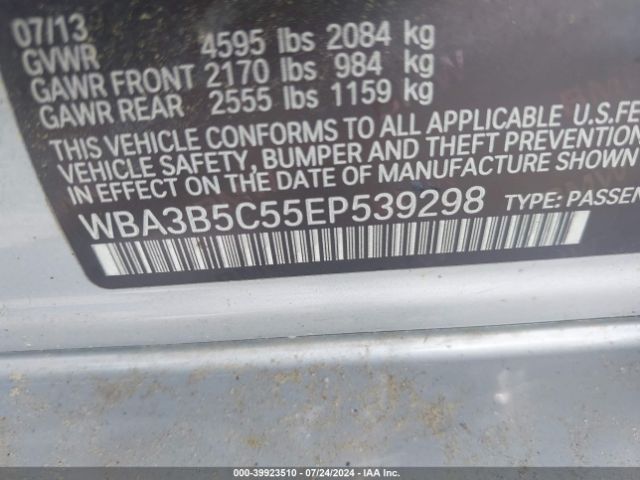 07/13
GVWR 4595 lbs 2084 kg
GAWR FRONT 2170 lbs 984 kg
GAWR REAR 2555 lbs 1159 kg
THIS VEHICLE CONFORMS TO ALL APPLICABLE U.S.FE
VEHICLE SAFETY, BUMPER AND THEFT PREVENTION
IN EFFECT ON THE DATE OF MANUFACTURE SHOWN
WBA3B5C55EP539298 TYPE: PASSEN
000-39923510 - 07/24/2024 - IAA Inc.